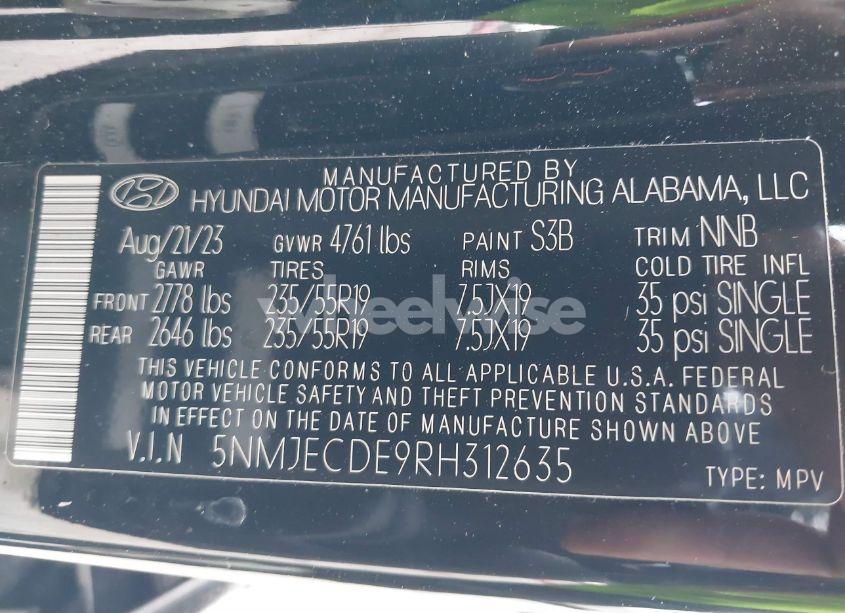 MANUFACTURED BY
HYUNDAI MOTOR MANUFACTURING ALABAMA, LLC
Aug/21/23 GVWR 4761 lbs PAINT S3B TRIM NNB
GAWR TIRES RIMS COLD TIRE INFL
FRONT 2778 lbs 235/55R19 7.5JX19 35 psi SINGLE
REAR 2646 lbs 235/55R19 7.5JX19 35 psi SINGLE
wheelwise
THIS VEHICLE CONFORMS TO ALL APPLICABLE U.S.A. FEDERAL
MOTOR VEHICLE SAFETY AND THEFT PREVENTION STANDARDS
IN EFFECT ON THE DATE OF MANUFACTURE SHOWN ABOVE
V.I.N 5NMJECDE9RH312635
TYPE: MPV